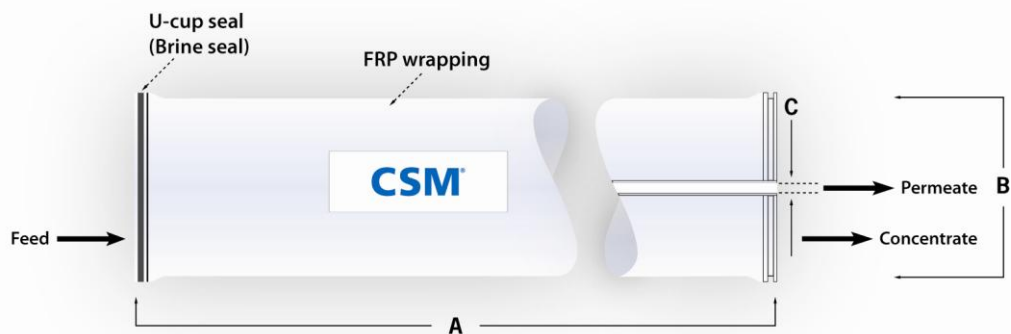 U-cup seal
(Brine seal)
FRP wrapping
C
CSM®
Permeate
B
Feed
Concentrate
A